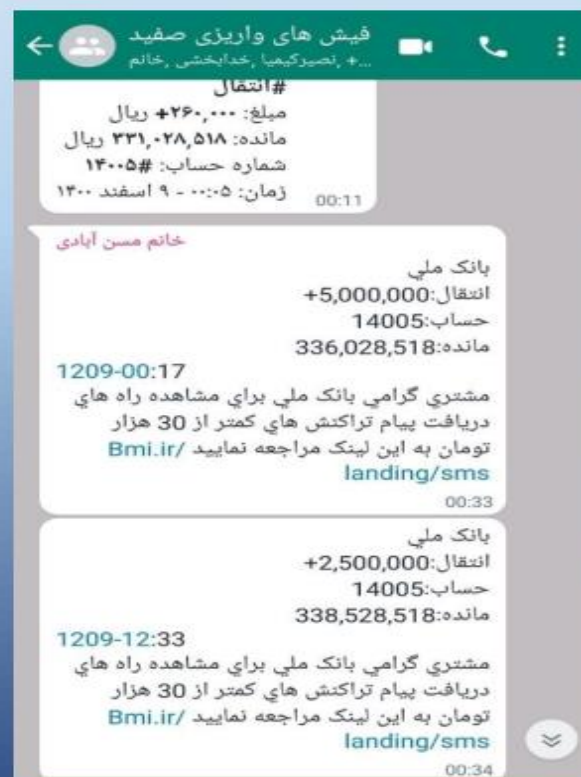 فیش های واریزی صفید
+, نصیرکیمیا, خدابخشی, خانم...
#انتقال
مبلغ: ۲۶۰,۰۰۰+ ریال
مانده: ۳۳۱,۰۲۸,۵۱۸ ریال
شماره حساب: #۱۴۰۰۵
زمان: ۰۰:۰۵ - ۹ اسفند ۱۴۰۰
00:11
خانم مسن آبادی
بانک ملي
انتقال:5,000,000+
حساب:14005
مانده:336,028,518
1209-00:17
مشتري گرامي بانک ملي براي مشاهده راه هاي
دريافت پيام تراکنش هاي کمتر از 30 هزار
تومان به اين لينک مراجعه نماييد Bmi.ir/
landing/sms
00:33
بانک ملي
انتقال:2,500,000+
حساب:14005
مانده:338,528,518
1209-12:33
مشتري گرامي بانک ملي براي مشاهده راه هاي
دريافت پيام تراکنش هاي کمتر از 30 هزار
تومان به اين لينک مراجعه نماييد Bmi.ir/
landing/sms
00:34